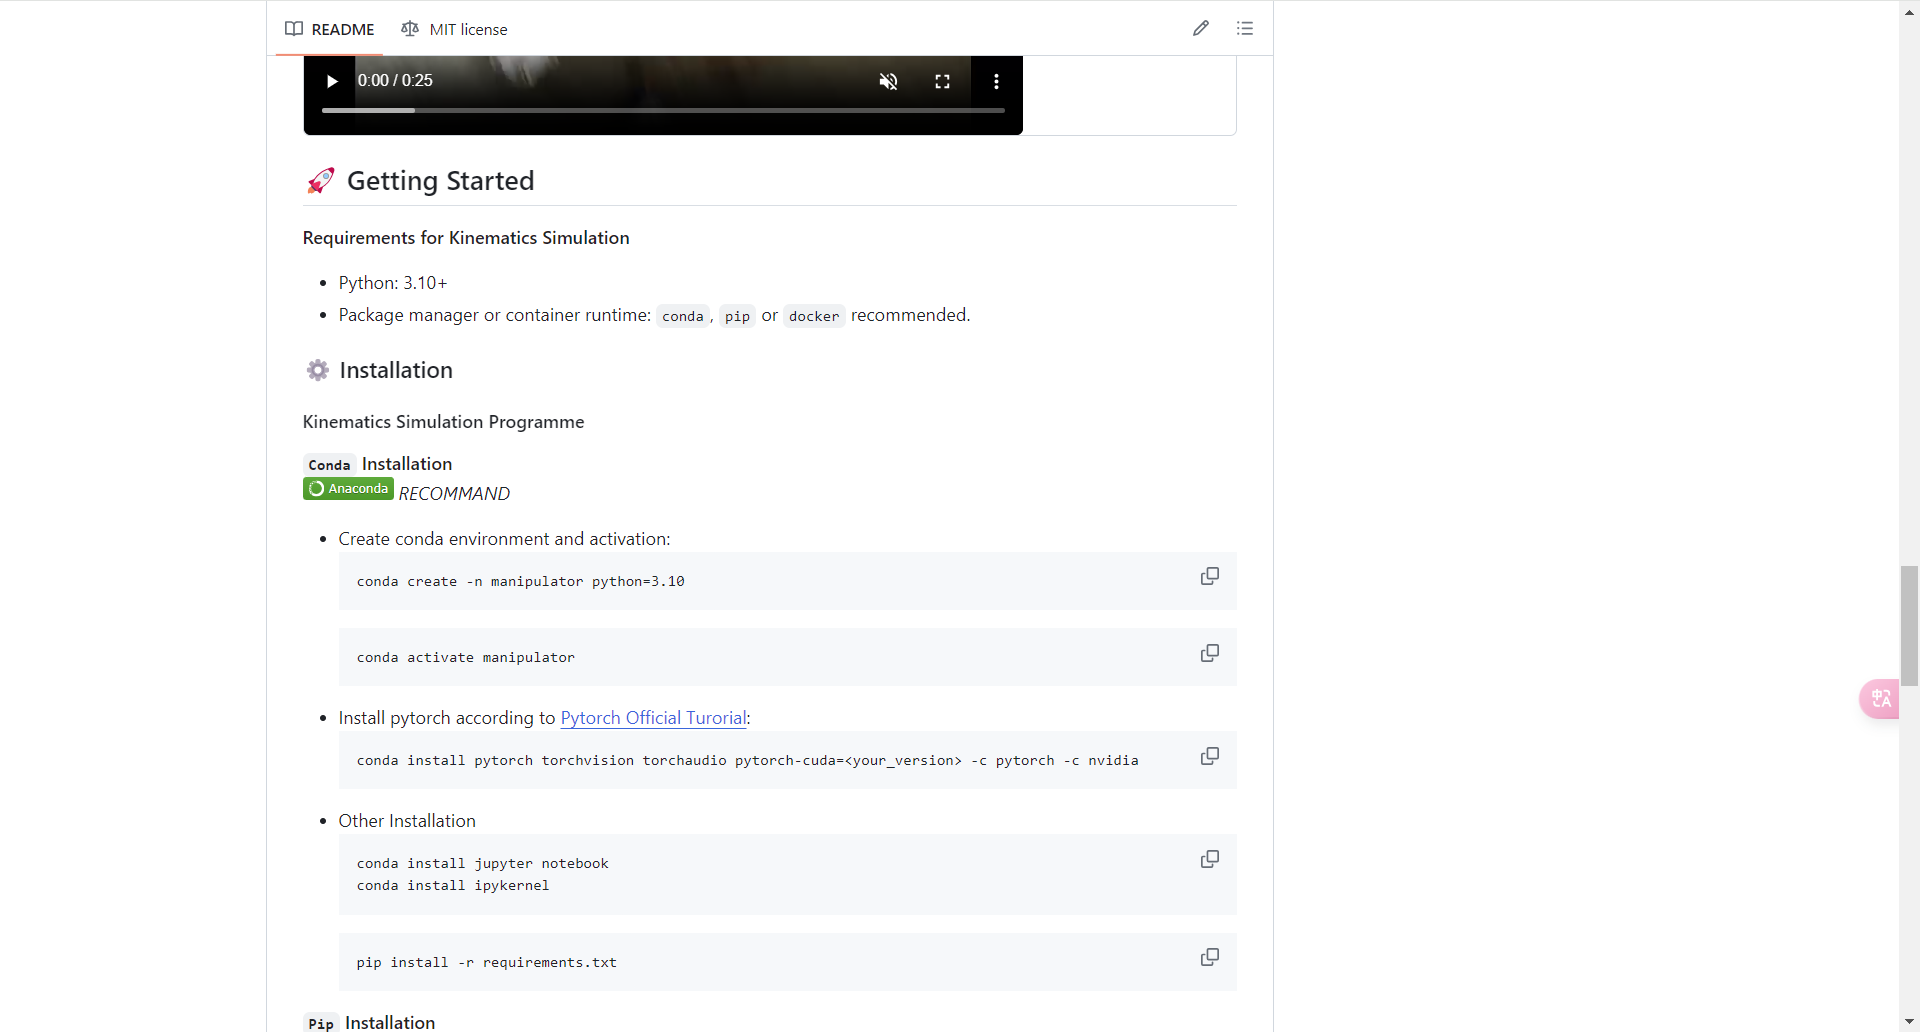 README MIT license
0:00 / 0:25
🚀 Getting Started
Requirements for Kinematics Simulation
• Python: 3.10+
• Package manager or container runtime: conda, pip or docker recommended.
⚙️ Installation
Kinematics Simulation Programme
Conda Installation
Anaconda RECOMMAND
• Create conda environment and activation:
conda create -n manipulator python=3.10
conda activate manipulator
• Install pytorch according to Pytorch Official Turorial:
conda install pytorch torchvision torchaudio pytorch-cuda=<your_version> -c pytorch -c nvidia
• Other Installation
conda install jupyter notebook
conda install ipykernel
pip install -r requirements.txt
Pip Installation
中A